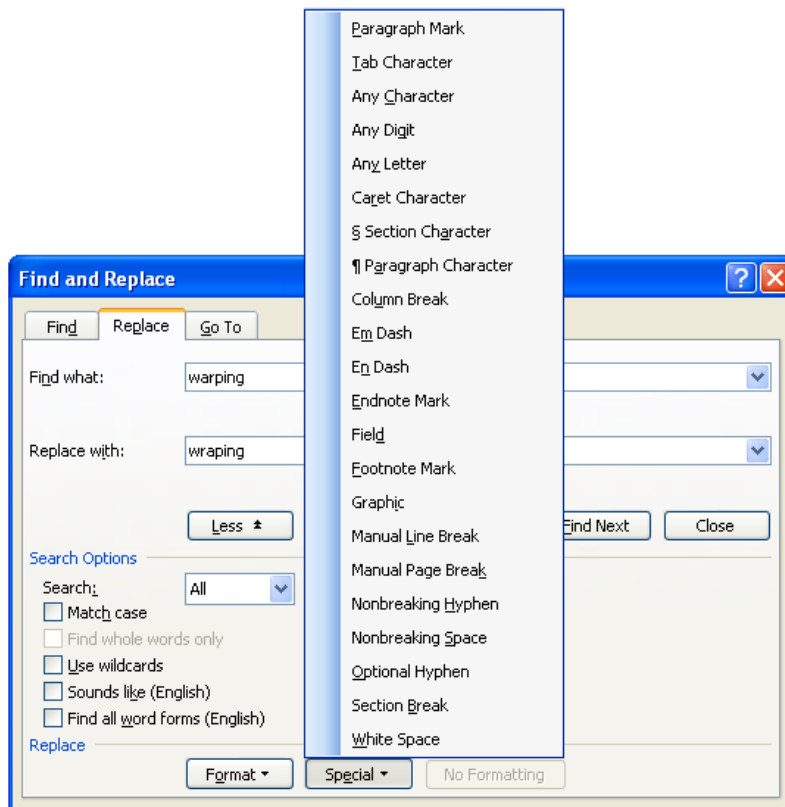 Paragraph Mark
Tab Character
Any Character
Any Digit
Any Letter
Caret Character
§ Section Character
¶ Paragraph Character
Column Break
Em Dash
En Dash
Endnote Mark
Field
Footnote Mark
Graphic
Manual Line Break
Manual Page Break
Nonbreaking Hyphen
Nonbreaking Space
Optional Hyphen
Section Break
White Space
Find and Replace
Find Replace Go To
Find what: warping
Replace with: wraping
Less Find Next Close
Search Options
Search: All
Match case
Find whole words only
Use wildcards
Sounds like (English)
Find all word forms (English)
Replace
Format Special No Formatting